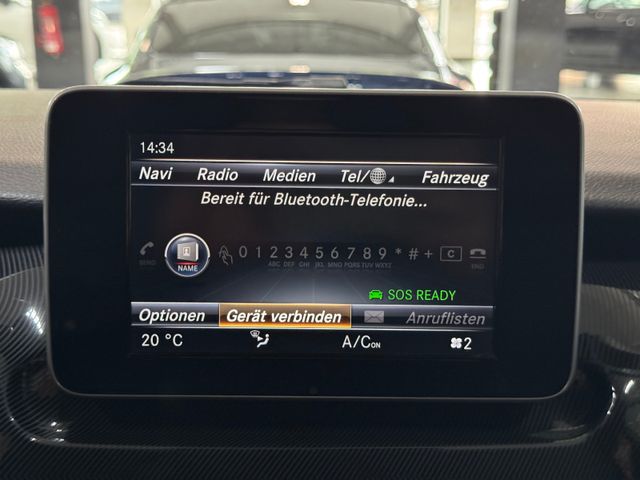 14:34
Navi Radio Medien Tel/ Fahrzeug
Bereit für Bluetooth-Telefonie...
0 1 2 3 4 5 6 7 8 9 * # + C
SEND NAME ABC DEF GHI JKL MNO PQRS TUV WXYZ END
SOS READY
Optionen Gerät verbinden Anruflisten
20 °C A/C ON 2